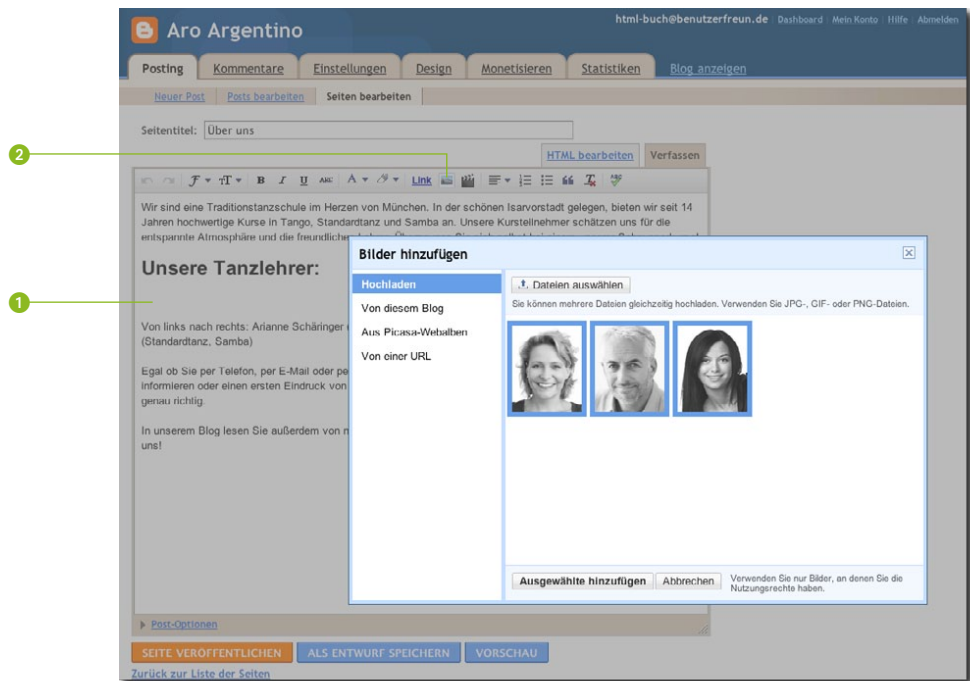 html-buch@benutzerfreun.de | Dashboard | Mein Konto | Hilfe | Abmelden
Aro Argentino
Posting Kommentare Einstellungen Design Monetisieren Statistiken Blog anzeigen
Neuer Post Posts bearbeiten Seiten bearbeiten
Seitentitel: Über uns
2
HTML bearbeiten Verfassen
F T B I U ABC A Link
Wir sind eine Traditionstanzschule im Herzen von München. In der schönen Isarvorstadt gelegen, bieten wir seit 14
Jahren hochwertige Kurse in Tango, Standardtanz und Samba an. Unsere Kursteilnehmer schätzen uns für die
entspannte Atmosphäre und die freundlichen
Unsere Tanzlehrer:
1
Von links nach rechts: Arianne Schäringer
(Standardtanz, Samba)
Egal ob Sie per Telefon, per E-Mail oder pe
informieren oder einen ersten Eindruck von
genau richtig.
In unserem Blog lesen Sie außerdem von n
uns!
Bilder hinzufügen
Hochladen
Von diesem Blog
Aus Picasa-Webalben
Von einer URL
Dateien auswählen
Sie können mehrere Dateien gleichzeitig hochladen. Verwenden Sie JPG-, GIF- oder PNG-Dateien.
Ausgewählte hinzufügen Abbrechen
Verwenden Sie nur Bilder, an denen Sie die
Nutzungsrechte haben.
Post-Optionen
SEITE VERÖFFENTLICHEN ALS ENTWURF SPEICHERN VORSCHAU
Zurück zur Liste der Seiten